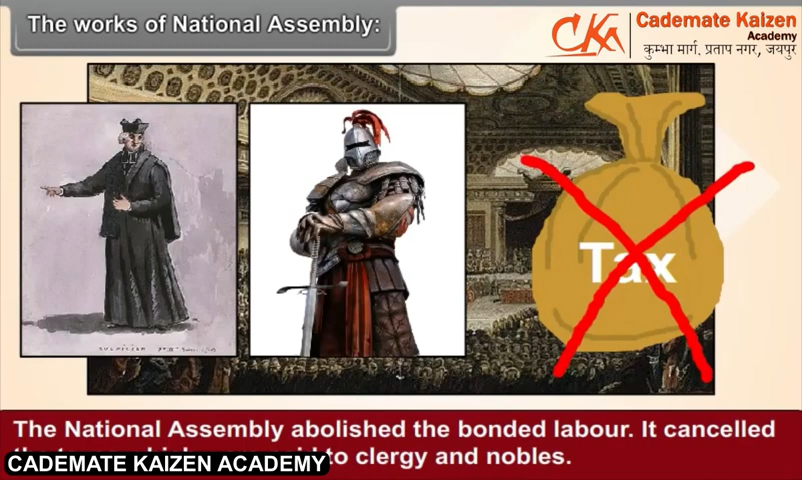 The works of National Assembly:
CKA
Cademate Kaizen
Academy
कुम्भा मार्ग. प्रताप नगर, जयपुर
Tax
The National Assembly abolished the bonded labour. It cancelled
to clergy and nobles.
CADEMATE KAIZEN ACADEMY